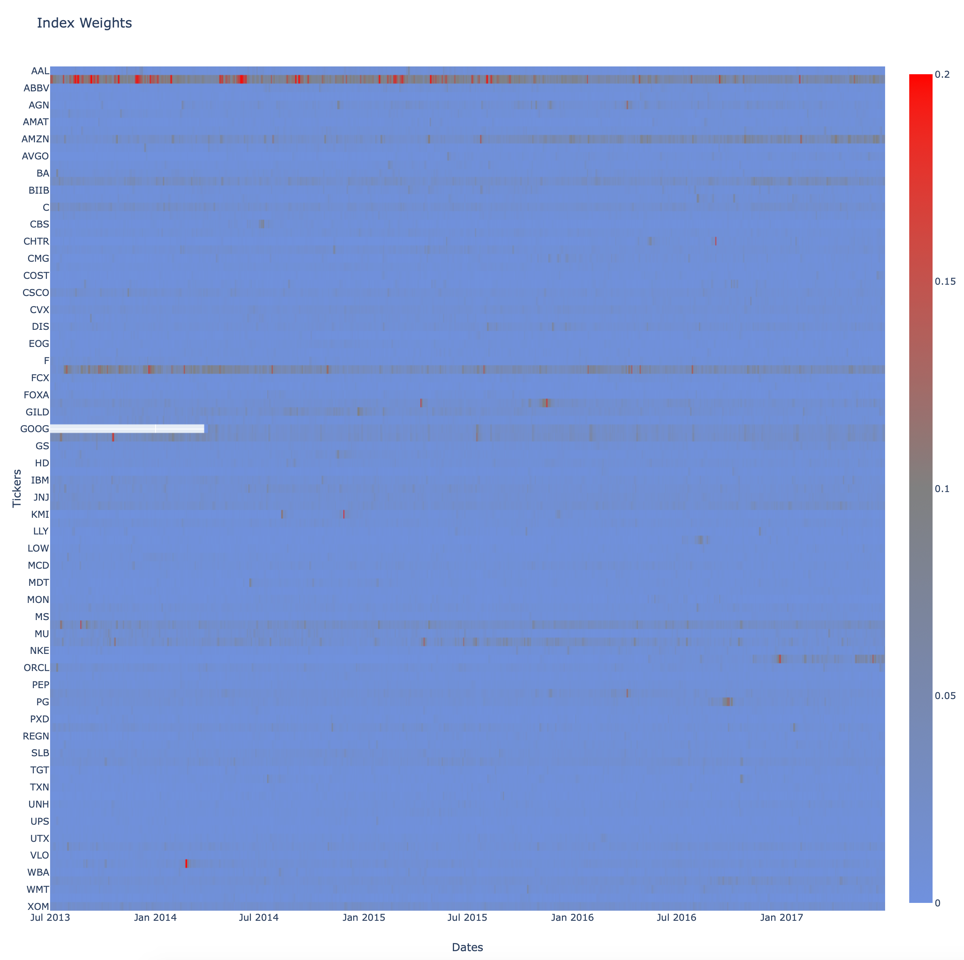 Index Weights
AAL
ABBV
AGN
AMAT
AMZN
AVGO
BA
BIIB
C
CBS
CHTR
CMG
COST
CSCO
CVX
DIS
EOG
F
FCX
FOXA
GILD
GOOG
GS
HD
IBM
JNJ
KMI
LLY
LOW
MCD
MDT
MON
MS
MU
NKE
ORCL
PEP
PG
PXD
REGN
SLB
TGT
TXN
UNH
UPS
UTX
VLO
WBA
WMT
XOM
Tickers
Jul 2013
Jan 2014
Jul 2014
Jan 2015
Jul 2015
Jan 2016
Jul 2016
Jan 2017
Dates
0.2
0.15
0.1
0.05
0